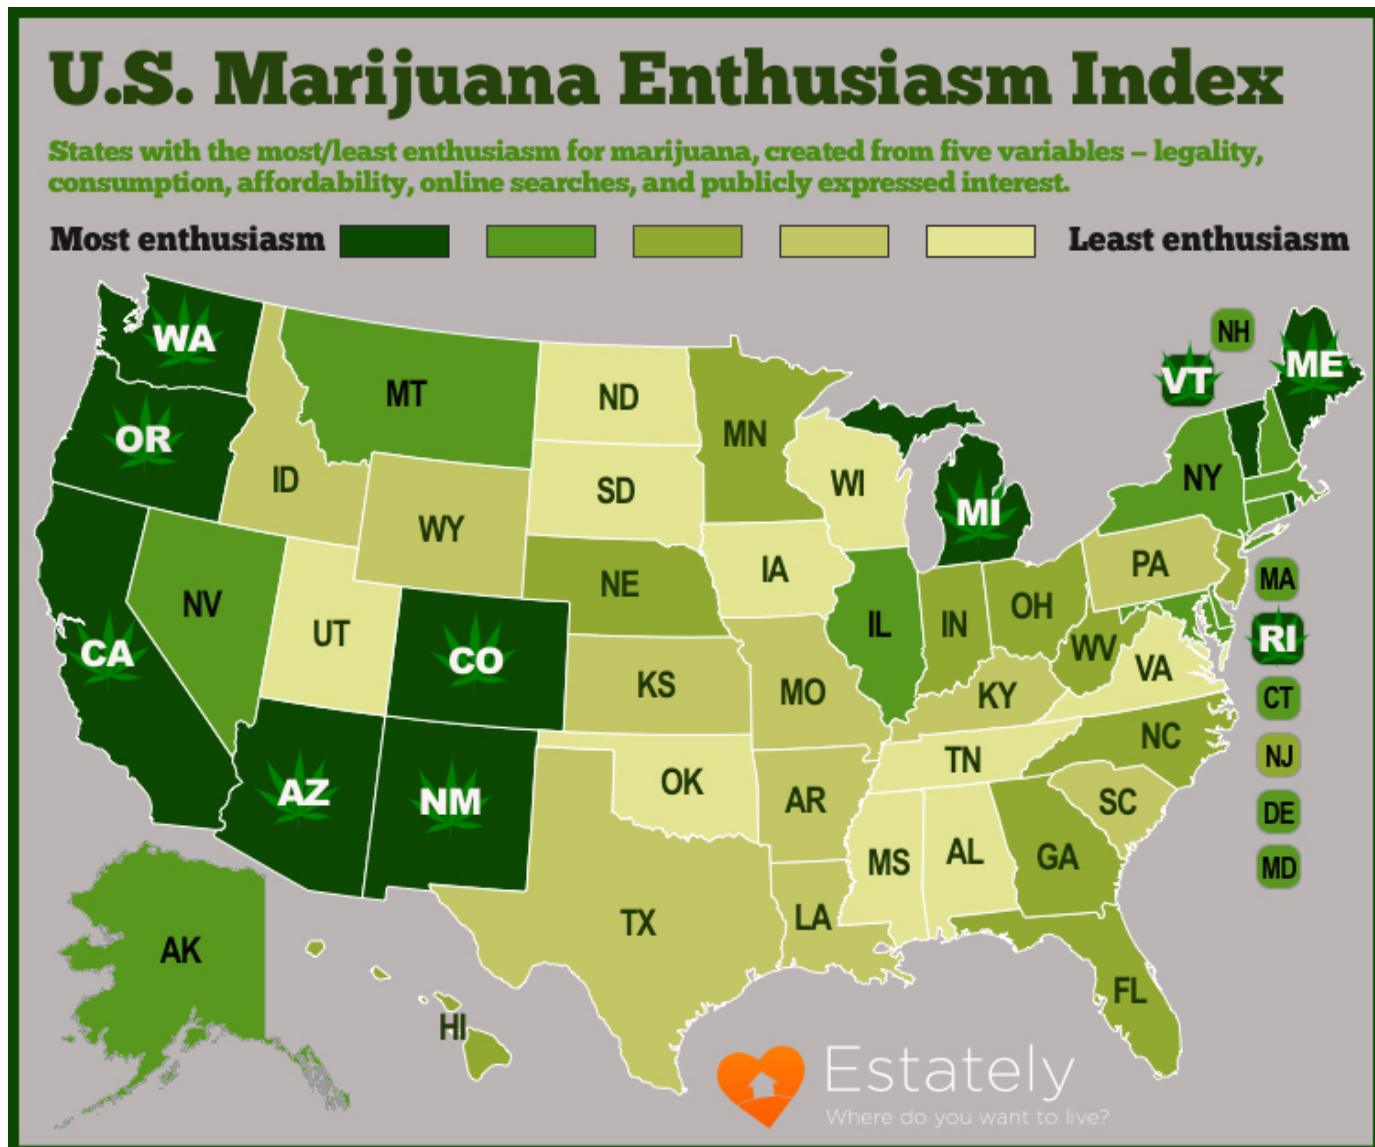 U.S. Marijuana Enthusiasm Index
States with the most/least enthusiasm for marijuana, created from five variables – legality,
consumption, affordability, online searches, and publicly expressed interest.
Most enthusiasm Least enthusiasm
WA
OR
CA
NV
ID
MT
WY
UT
CO
AZ
NM
ND
SD
NE
KS
OK
TX
MN
IA
MO
AR
LA
WI
IL
MI
IN
OH
KY
TN
MS
AL
GA
FL
SC
NC
VA
WV
PA
NY
VT
NH
ME
MA
RI
CT
NJ
DE
MD
AK
HI
Estately
Where do you want to live?